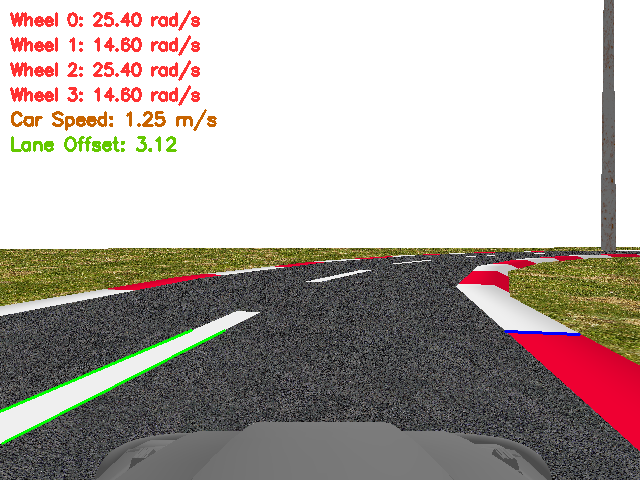 Wheel 0: 25.40 rad/s
Wheel 1: 14.60 rad/s
Wheel 2: 25.40 rad/s
Wheel 3: 14.60 rad/s
Car Speed: 1.25 m/s
Lane Offset: 3.12